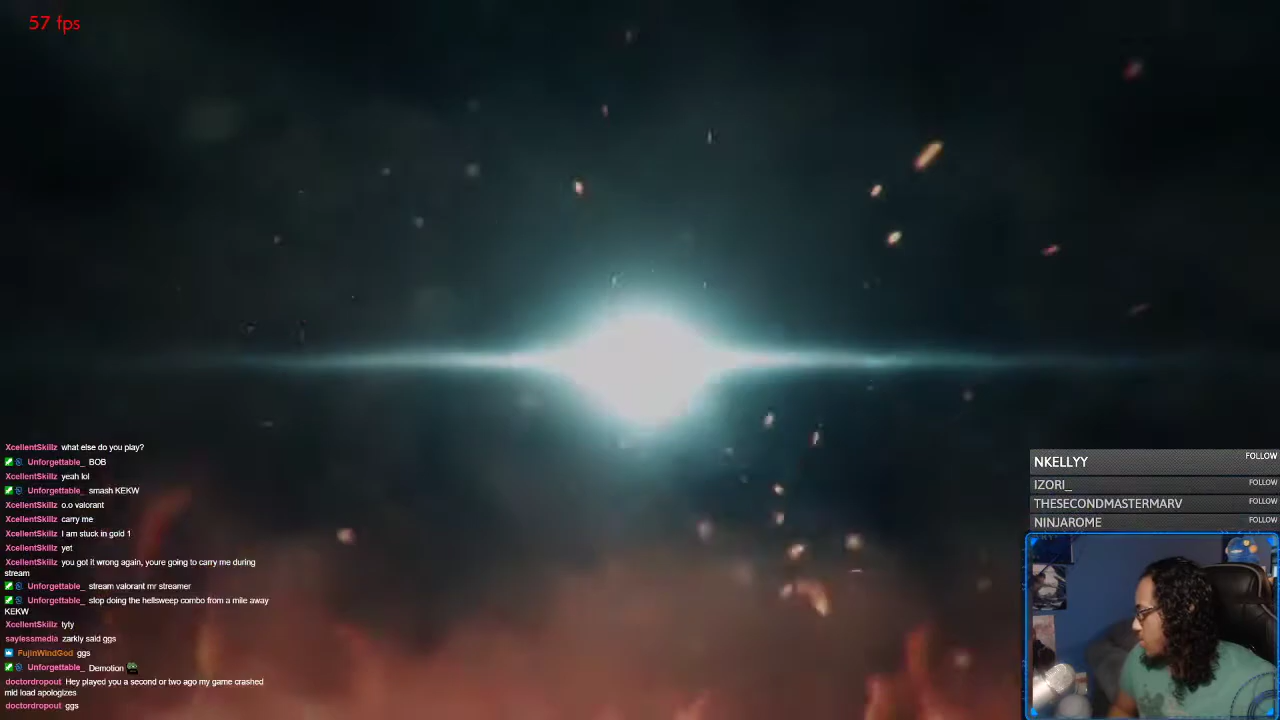 57 fps
XcellentSkillz what else do you play?
Unforgettable_ BOB
XcellentSkillz yeah lol
Unforgettable_ smash KEKW
XcellentSkillz o.o valorant
XcellentSkillz carry me
XcellentSkillz I am stuck in gold 1
XcellentSkillz yet
XcellentSkillz you got it wrong again, youre going to carry me during
stream
Unforgettable_ stream valorant mr streamer
Unforgettable_ stop doing the hellsweep combo from a mile away
KEKW
XcellentSkillz tyty
saylessmedia zarkly said ggs
FujinWindGod ggs
Unforgettable_ Demotion
doctordropout Hey played you a second or two ago my game crashed
mid load apologizes
doctordropout ggs
NKELLYY FOLLOW
IZORI_ FOLLOW
THESECONDMASTERMARV FOLLOW
NINJAROME FOLLOW